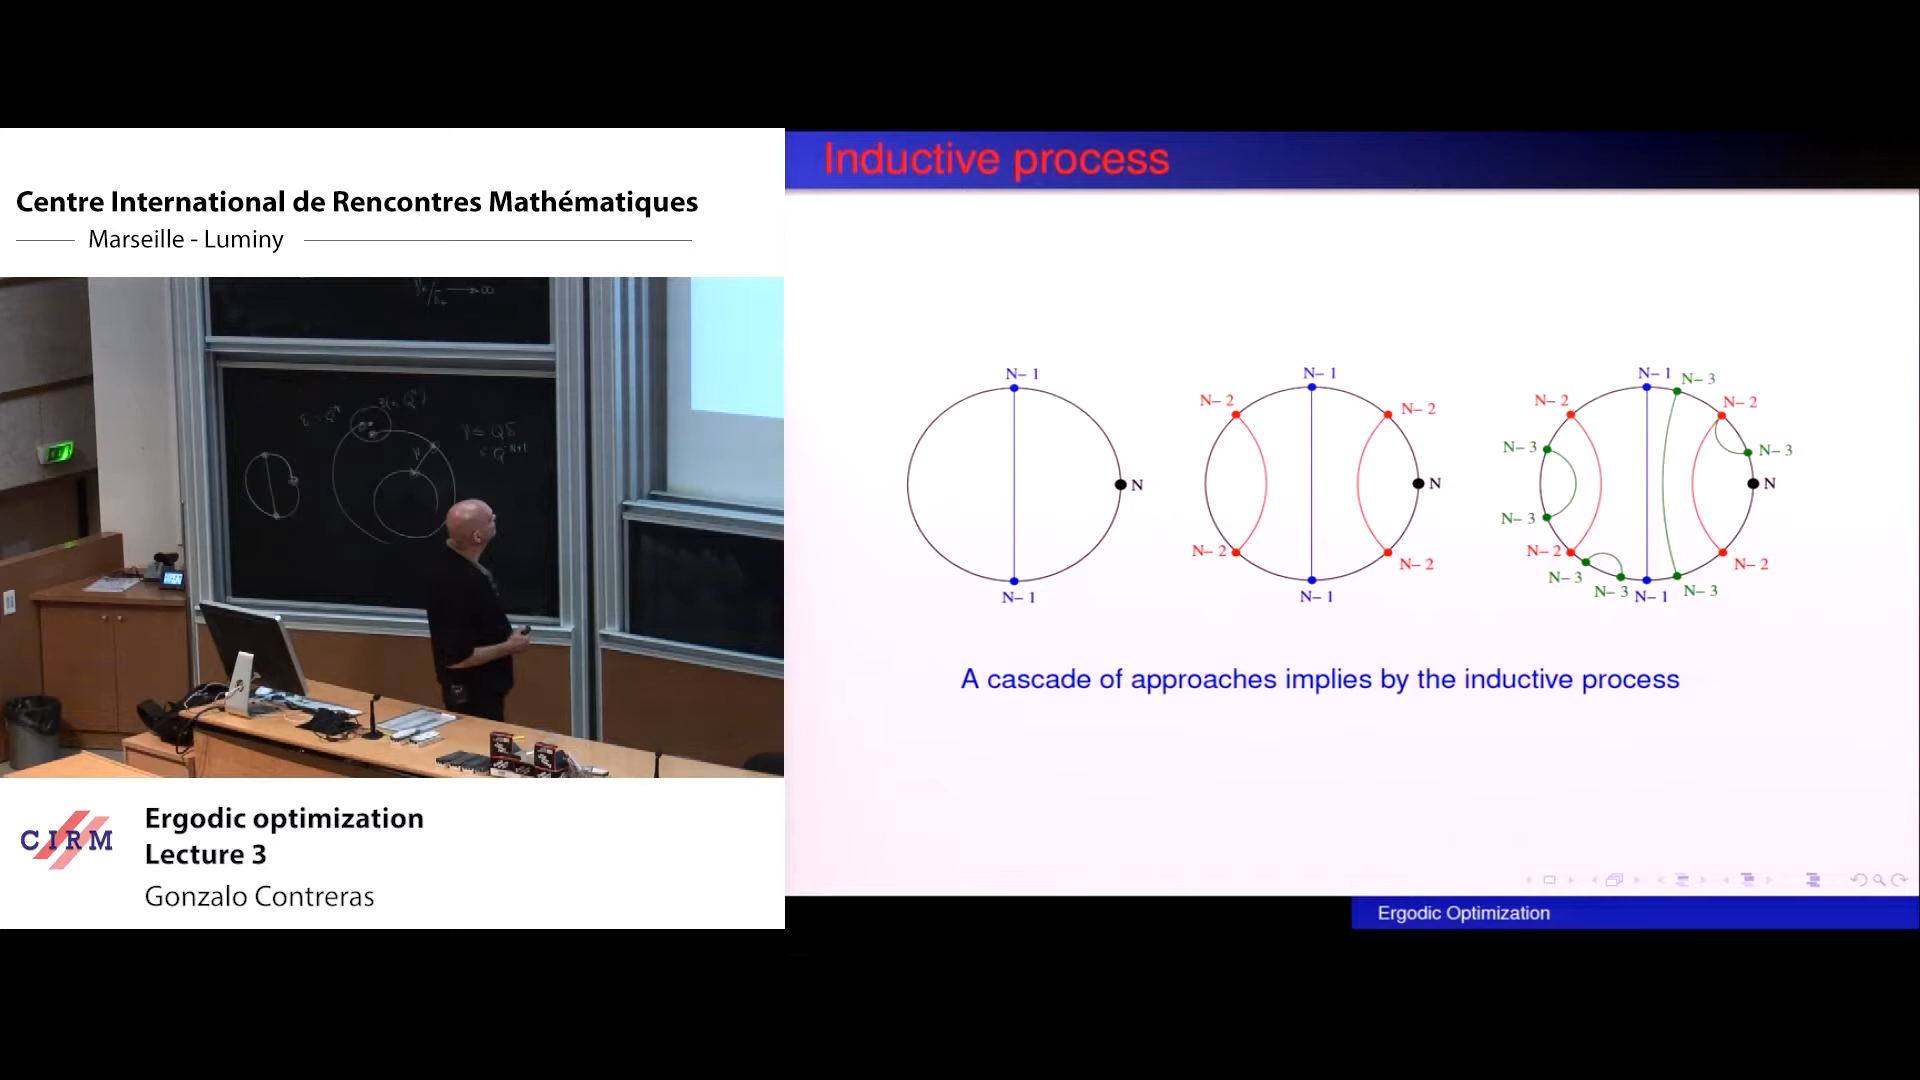 Centre International de Rencontres Mathématiques
Marseille - Luminy
CIRM
Ergodic optimization
Lecture 3
Gonzalo Contreras
Inductive process
N– 1
N
N– 1
N– 1
N– 2
N– 2
N
N– 2
N– 2
N– 1
N– 1
N– 3
N– 2
N– 2
N– 3
N– 3
N
N– 3
N– 2
N– 2
N– 3
N– 3
N– 1
N– 3
A cascade of approaches implies by the inductive process
Ergodic Optimization